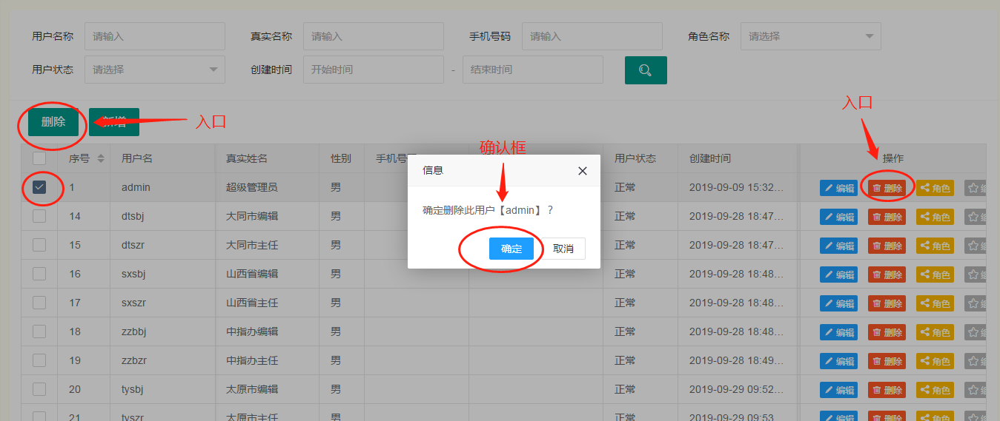 用户名称 请输入 真实名称 请输入 手机号码 请输入 角色名称 请选择
用户状态 请选择 创建时间 开始时间 - 结束时间
入口
删除 新增 入口
确认框
序号 用户名 真实姓名 性别 手机号码 用户状态 创建时间 操作
信息
1 admin 超级管理员 男 正常 2019-09-09 15:32... 编辑 删除 角色
确定删除此用户【admin】？
14 dtsbj 大同市编辑 男 正常 2019-09-28 18:47... 编辑 删除 角色
15 dtszr 大同市主任 男 正常 2019-09-28 18:47... 编辑 删除 角色
确定 取消
16 sxsbj 山西省编辑 男 正常 2019-09-28 18:48... 编辑 删除 角色
17 sxszr 山西省主任 男 正常 2019-09-28 18:48... 编辑 删除 角色
18 zzbbj 中指办编辑 男 正常 2019-09-28 18:48... 编辑 删除 角色
19 zzbzr 中指办主任 男 正常 2019-09-28 18:49... 编辑 删除 角色
20 tysbj 太原市编辑 男 正常 2019-09-29 09:52... 编辑 删除 角色
21 tyszr 太原市主任 男 正常 2019-09-29 09:53 编辑 删除 角色